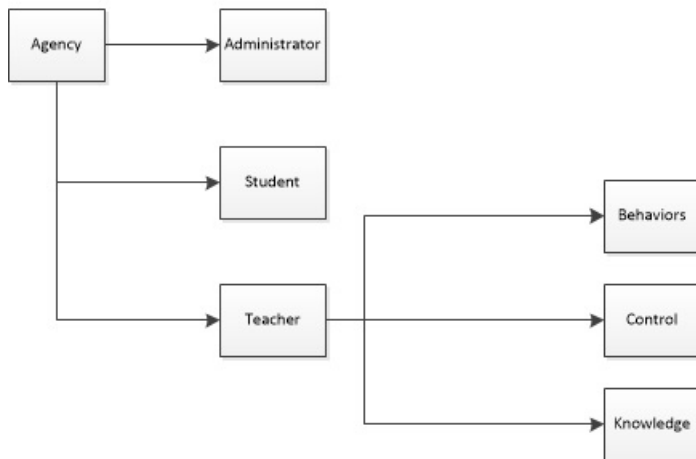 Agency
Administrator
Student
Behaviors
Teacher
Control
Knowledge